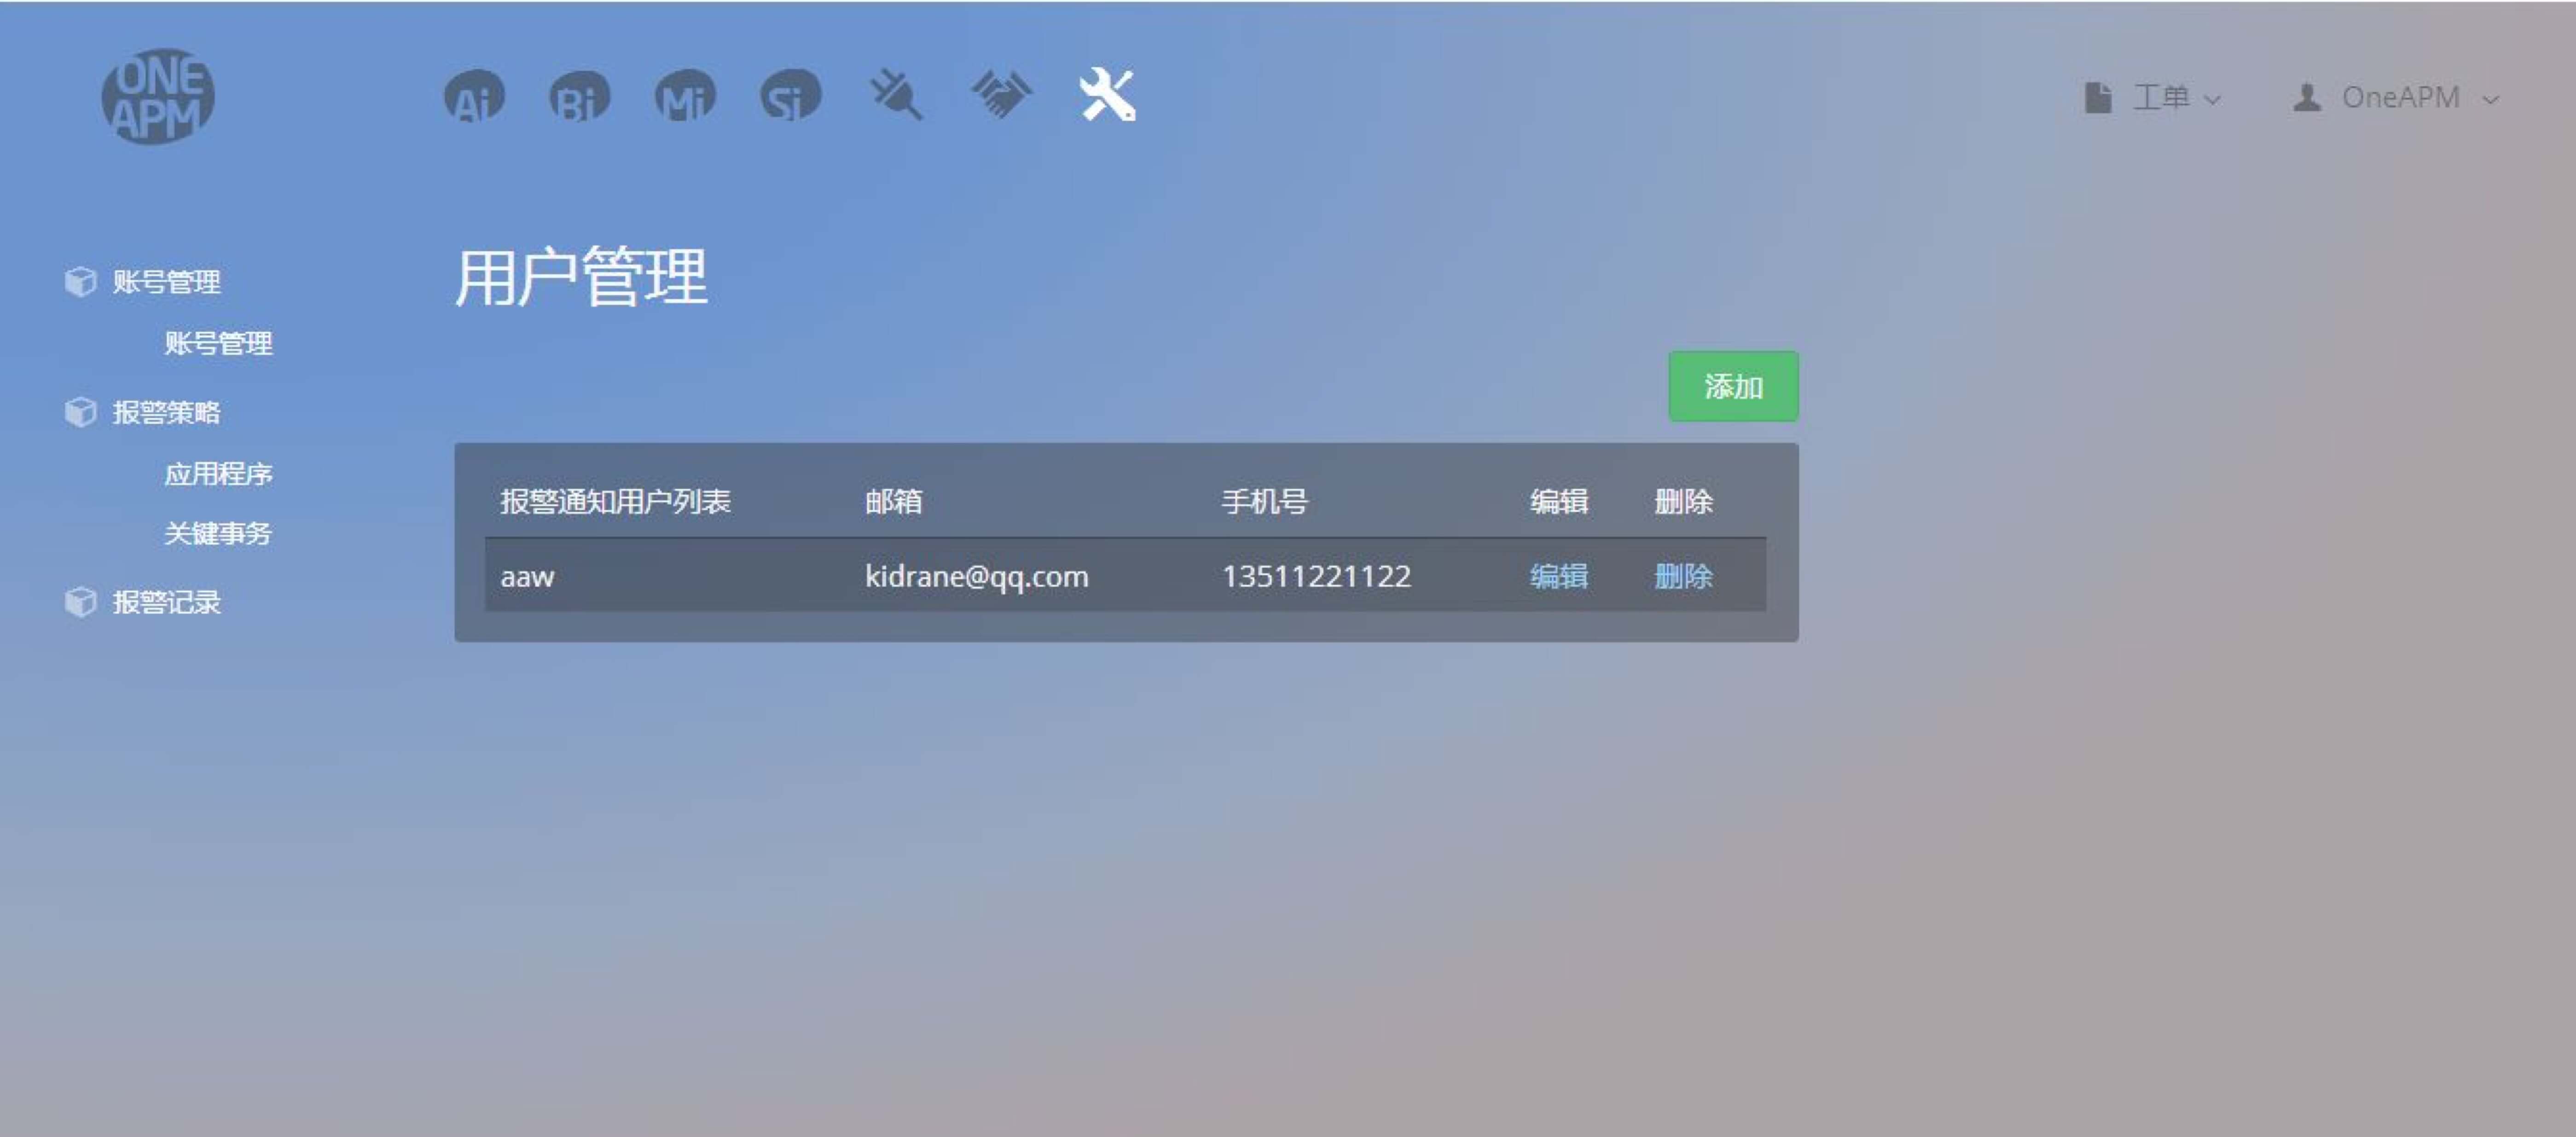 ONE
APM
Ai Bi Mi Si
工单
OneAPM
账号管理
账号管理
报警策略
应用程序
关键事务
报警记录
用户管理
添加
报警通知用户列表 邮箱 手机号 编辑 删除
aaw kidrane@qq.com 13511221122 编辑 删除